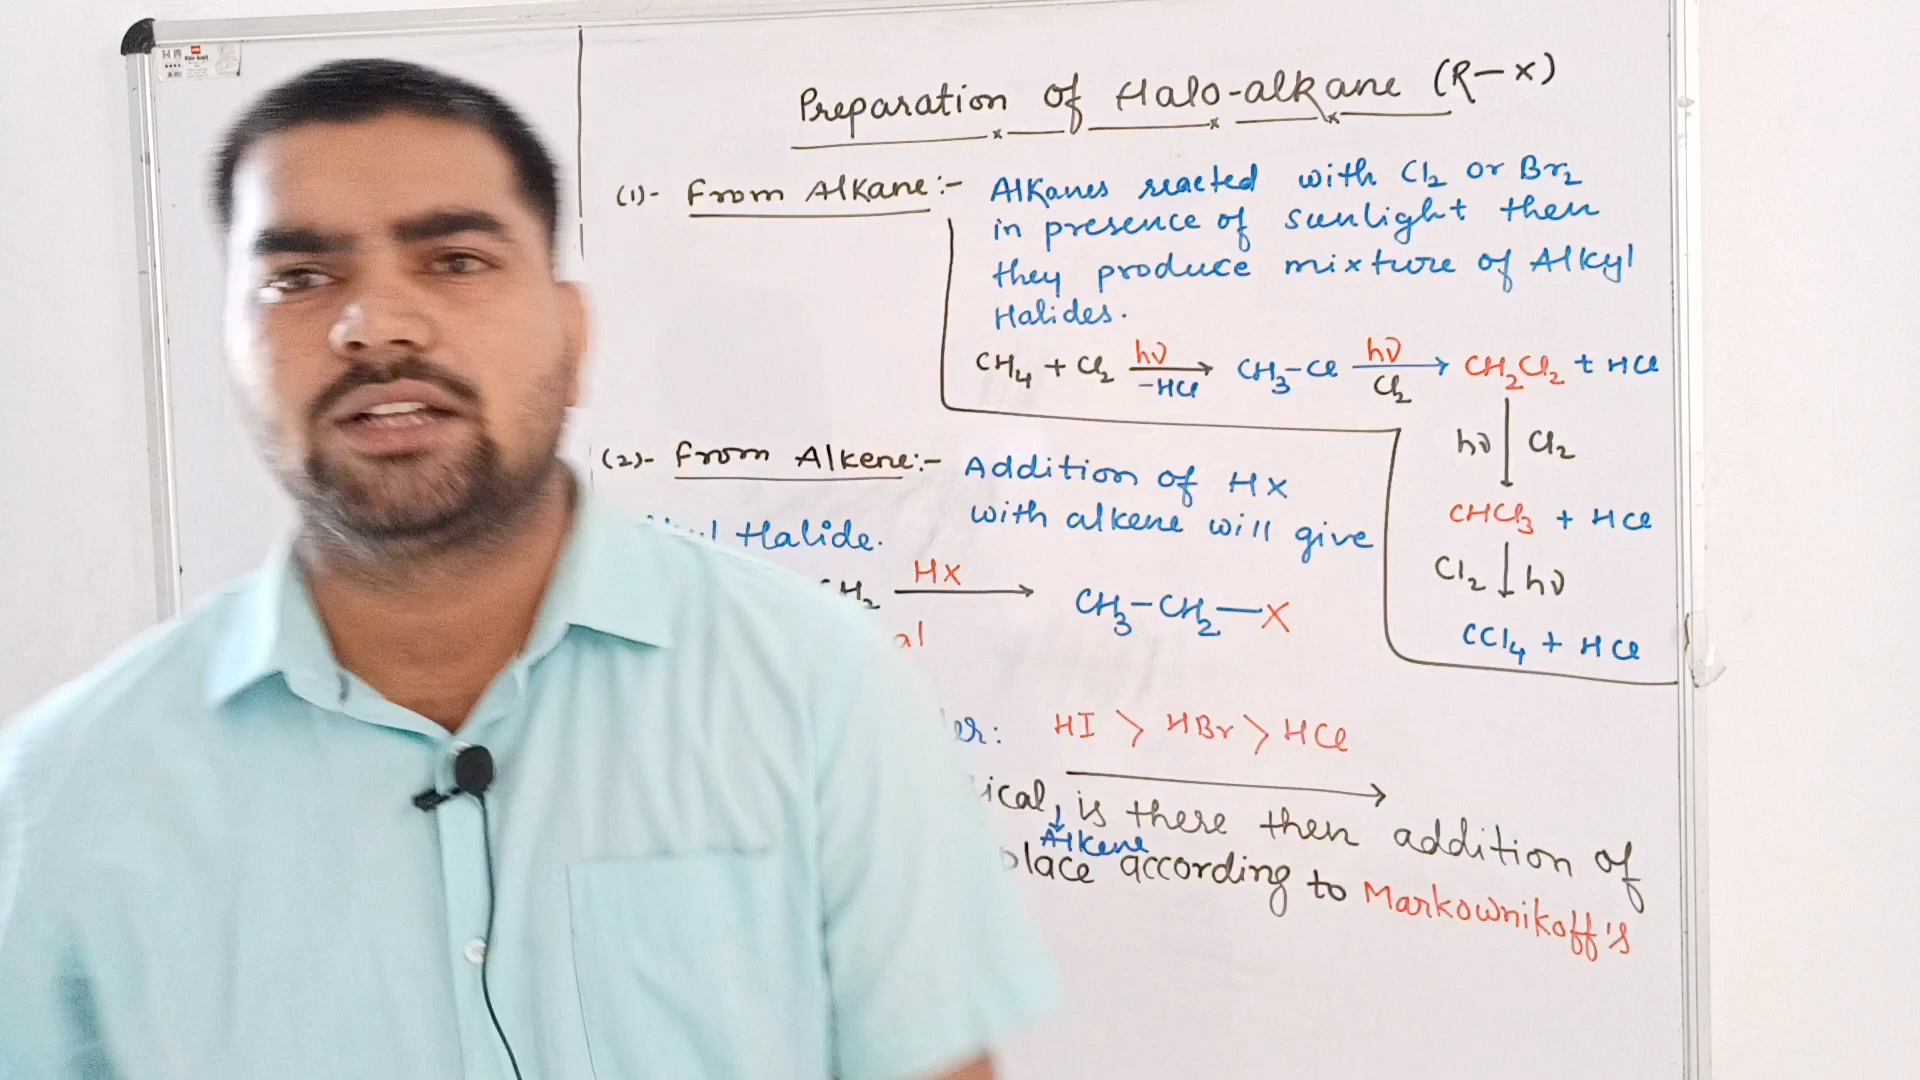 Preparation of Halo-alkane (R-X)
(1)- From Alkane:- Alkanes reacted with Cl2 or Br2
in presence of sunlight then
they produce mixture of Alkyl
Halides.
CH4 + Cl2 hν -HCl → CH3-Cl hν Cl2 → CH2Cl2 + HCl
hν Cl2
CHCl3 + HCl
Cl2 hν
CCl4 + HCl
(2)- From Alkene:- Addition of HX
with alkene will give
Halide.
HX → CH3-CH2-X
HI > HBr > HCl
is there then addition of
Alkene
according to Markownikoff's